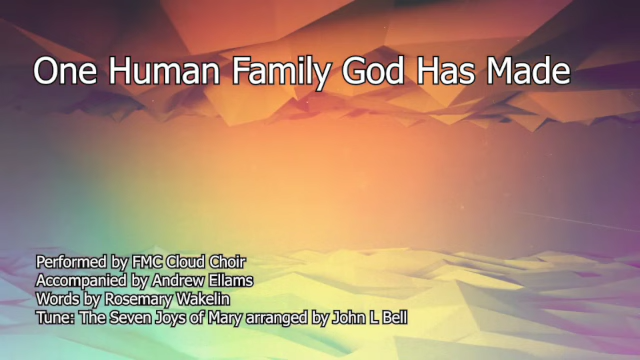 One Human Family God Has Made
Performed by FMC Cloud Choir
Accompanied by Andrew Ellams
Words by Rosemary Wakelin
Tune: The Seven Joys of Mary arranged by John L Bell